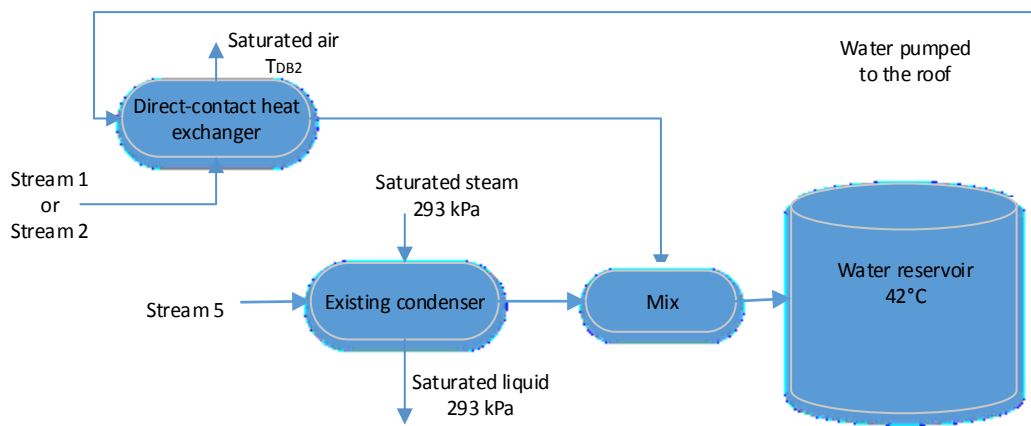 Saturated air
TDB2
Water pumped
to the roof
Direct-contact heat
exchanger
Stream 1
or
Stream 2
Saturated steam
293 kPa
Water reservoir
42°C
Stream 5
Existing condenser
Mix
Saturated liquid
293 kPa